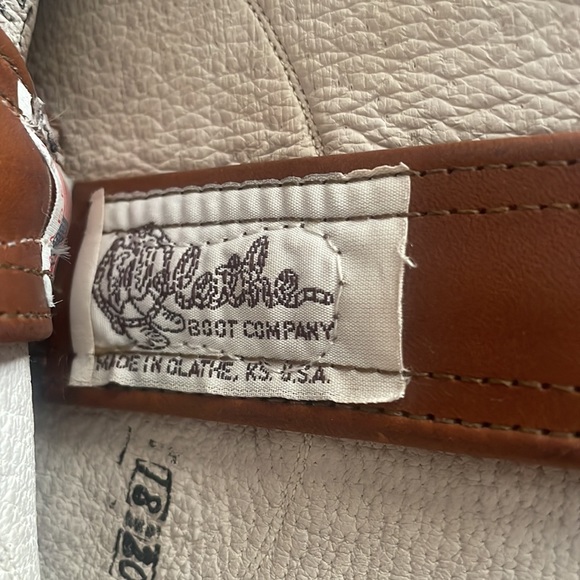 Olathe
BOOT COMPANY
MADE IN OLATHE, KS. U.S.A.